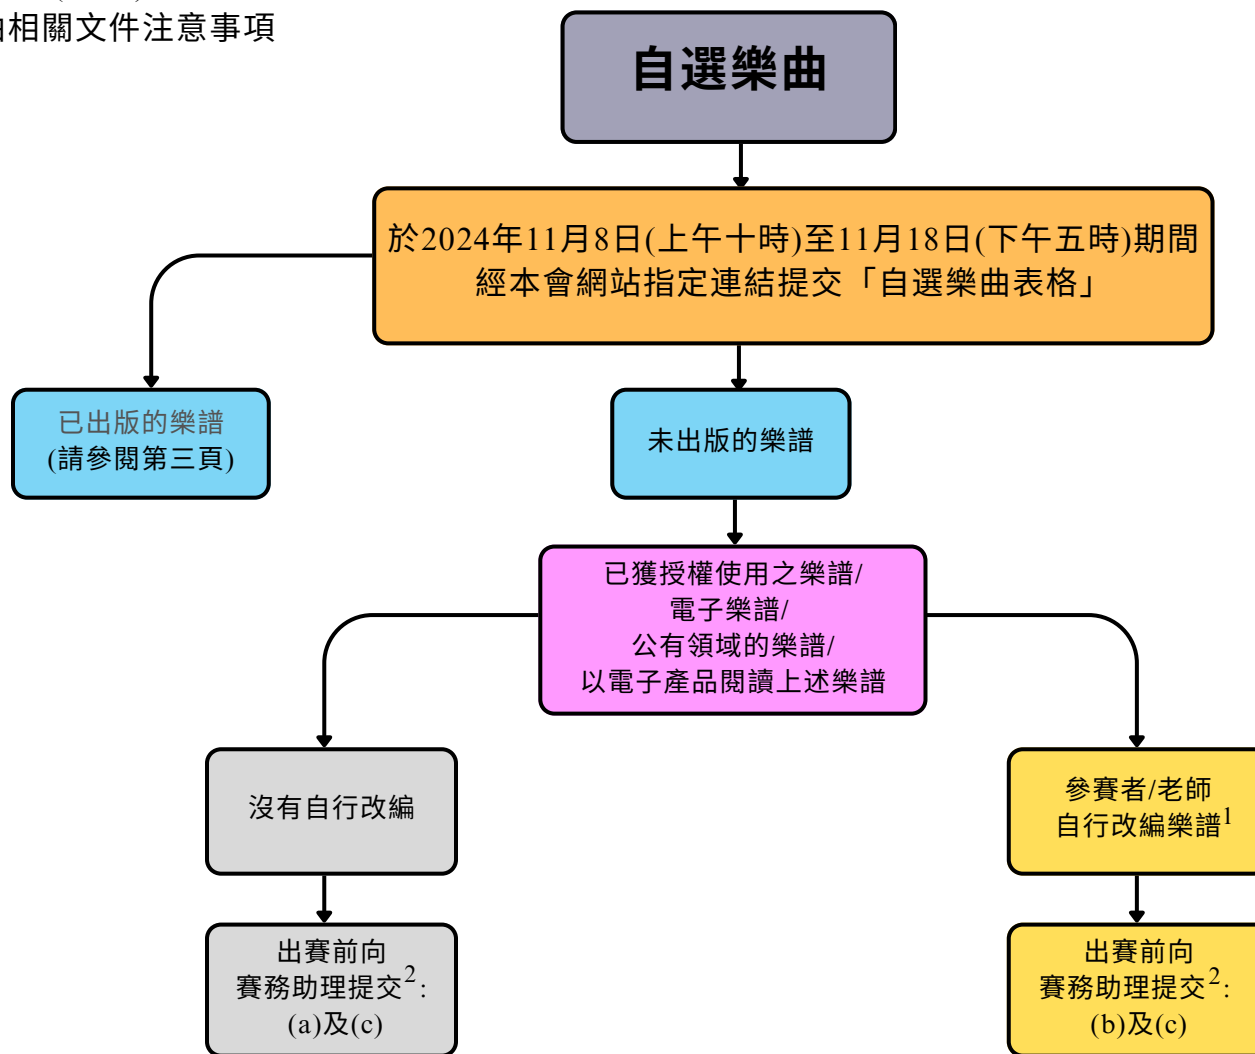 相關文件注意事項
自選樂曲
於2024年11月8日(上午十時)至11月18日(下午五時)期間
經本會網站指定連結提交「自選樂曲表格」
已出版的樂譜
(請參閱第三頁)
未出版的樂譜
已獲授權使用之樂譜/
電子樂譜/
公有領域的樂譜/
以電子產品閱讀上述樂譜
沒有自行改編
參賽者/老師
自行改編樂譜1
出賽前向
賽務助理提交2:
(a)及(c)
出賽前向
賽務助理提交2:
(b)及(c)